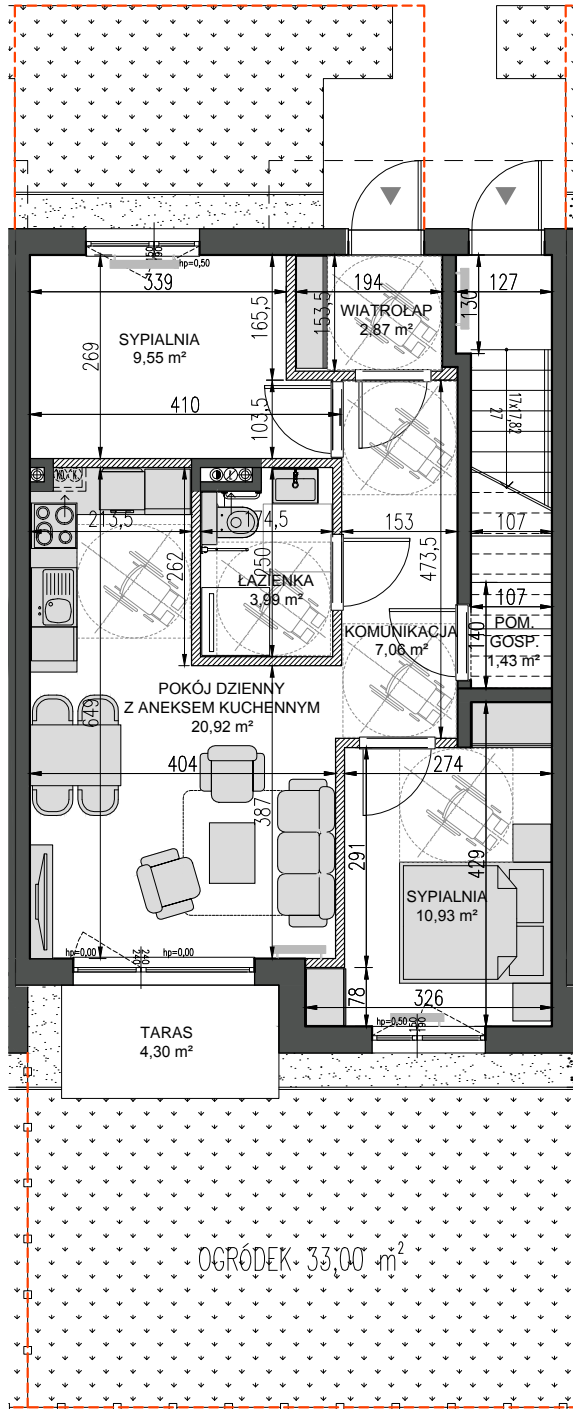 hp=0,50
339
194
127
153,5
165,5
130
WIATROŁAP
2,87 m²
SYPIALNIA
9,55 m²
269
410
103,5
17x17,82
27
213,5
174,5
153
107
262
250
473,5
ŁAZIENKA
3,99 m²
107
140
POM.
GOSP.
1,43 m²
KOMUNIKACJA
7,06 m²
POKÓJ DZIENNY
Z ANEKSEM KUCHENNYM
20,92 m²
649
404
387
274
291
429
SYPIALNIA
10,93 m²
hp=0,00
240
240
hp=0,00
78
326
hp=0,50
TARAS
4,30 m²
OGRÓDEK 33,00 m²